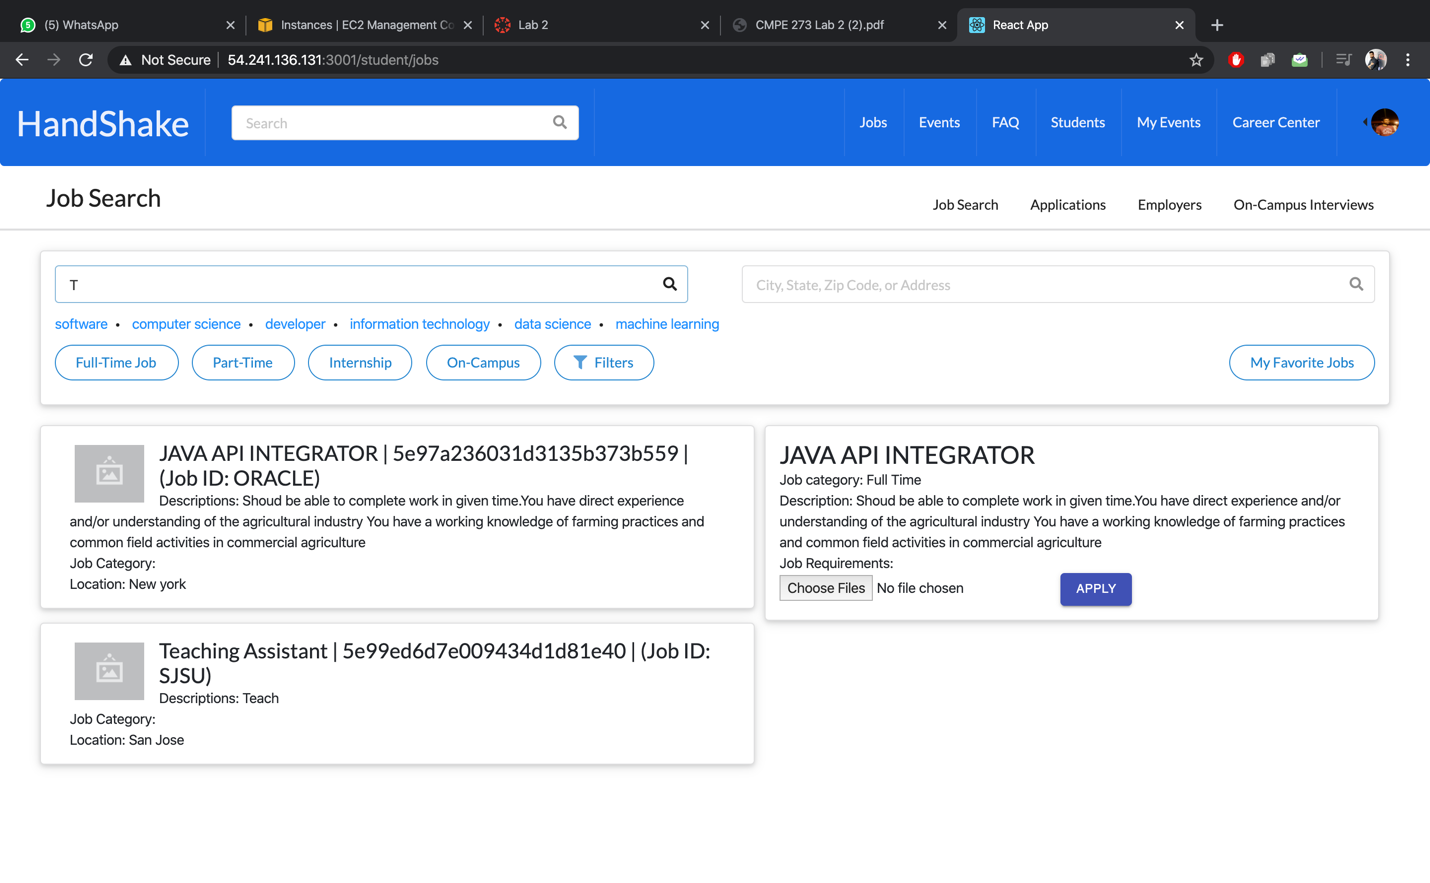 (5) WhatsApp
Instances | EC2 Management Co
Lab 2
CMPE 273 Lab 2 (2).pdf
React App
Not Secure
54.241.136.131:3001/student/jobs
HandShake
Search
Jobs
Events
FAQ
Students
My Events
Career Center
Job Search
Job Search
Applications
Employers
On-Campus Interviews
T
City, State, Zip Code, or Address
software • computer science • developer • information technology • data science • machine learning
Full-Time Job
Part-Time
Internship
On-Campus
Filters
My Favorite Jobs
JAVA API INTEGRATOR | 5e97a236031d3135b373b559 |
(Job ID: ORACLE)
Descriptions: Shoud be able to complete work in given time.You have direct experience
and/or understanding of the agricultural industry You have a working knowledge of farming practices and
common field activities in commercial agriculture
Job Category:
Location: New york
Teaching Assistant | 5e99ed6d7e009434d1d81e40 | (Job ID:
SJSU)
Descriptions: Teach
Job Category:
Location: San Jose
JAVA API INTEGRATOR
Job category: Full Time
Description: Shoud be able to complete work in given time.You have direct experience and/or
understanding of the agricultural industry You have a working knowledge of farming practices
and common field activities in commercial agriculture
Job Requirements:
Choose Files No file chosen
APPLY